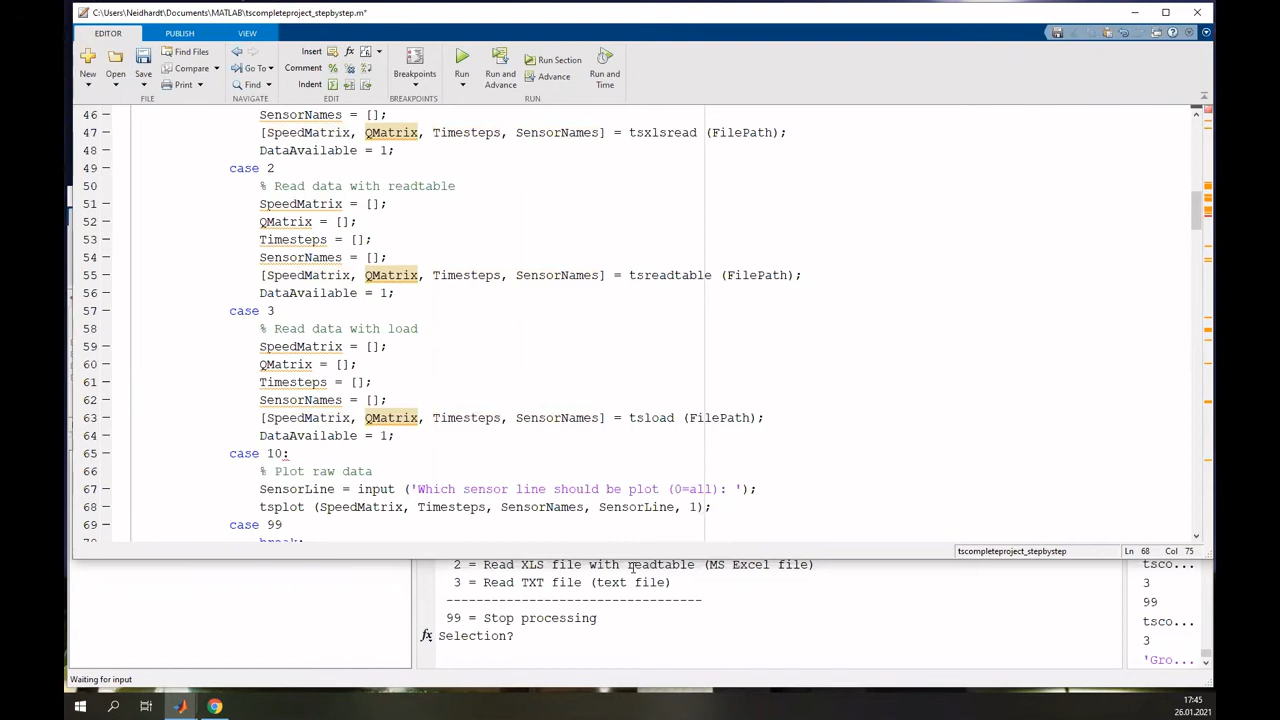 C:\Users\Neidhardt\Documents\MATLAB\tscompleteproject_stepbystep.m*
EDITOR PUBLISH VIEW
New Open Save Find Files Compare Print
Go To Find
Insert Comment Indent
Breakpoints
Run Run and Advance Run Section Advance Run and Time
FILE NAVIGATE EDIT BREAKPOINTS RUN
46 SensorNames = [];
47 [SpeedMatrix, QMatrix, Timesteps, SensorNames] = tsxlsread (FilePath);
48 DataAvailable = 1;
49 case 2
50 % Read data with readtable
51 SpeedMatrix = [];
52 QMatrix = [];
53 Timesteps = [];
54 SensorNames = [];
55 [SpeedMatrix, QMatrix, Timesteps, SensorNames] = tsreadtable (FilePath);
56 DataAvailable = 1;
57 case 3
58 % Read data with load
59 SpeedMatrix = [];
60 QMatrix = [];
61 Timesteps = [];
62 SensorNames = [];
63 [SpeedMatrix, QMatrix, Timesteps, SensorNames] = tsload (FilePath);
64 DataAvailable = 1;
65 case 10:
66 % Plot raw data
67 SensorLine = input ('Which sensor line should be plot (0=all): ');
68 tsplot (SpeedMatrix, Timesteps, SensorNames, SensorLine, 1);
69 case 99
70 break;
tscompleteproject_stepbystep Ln 68 Col 75
2 = Read XLS file with readtable (MS Excel file)
3 = Read TXT file (text file)
----------------------------------
99 = Stop processing
fx Selection?
tsco...
3
99
tsco...
3
'Gro...
Waiting for input
17:45
26.01.2021